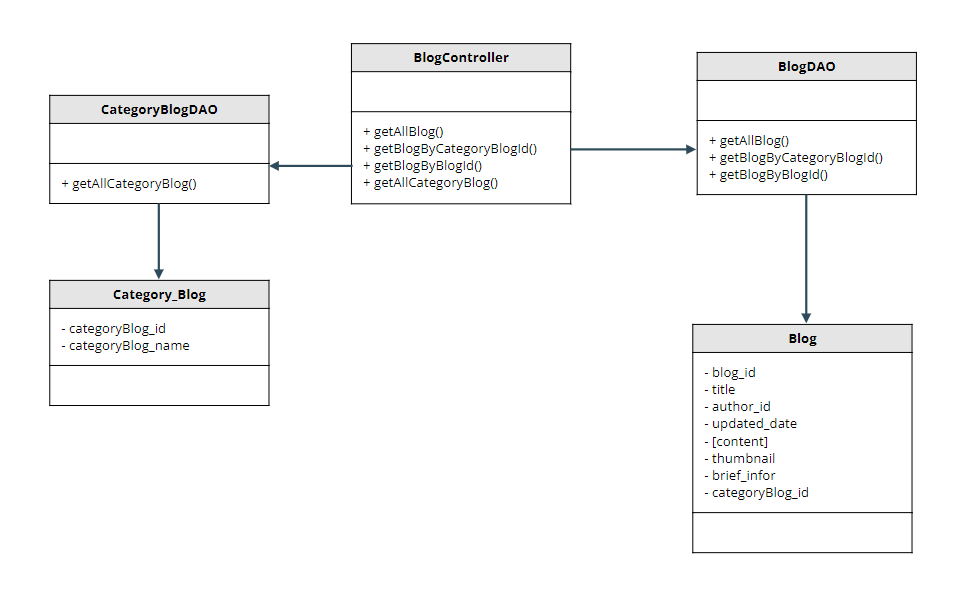 CategoryBlogDAO
+ getAllCategoryBlog()
BlogController
+ getAllBlog()
+ getBlogByCategoryBlogId()
+ getBlogByBlogId()
+ getAllCategoryBlog()
BlogDAO
+ getAllBlog()
+ getBlogByCategoryBlogId()
+ getBlogByBlogId()
Category_Blog
- categoryBlog_id
- categoryBlog_name
Blog
- blog_id
- title
- author_id
- updated_date
- [content]
- thumbnail
- brief_infor
- categoryBlog_id